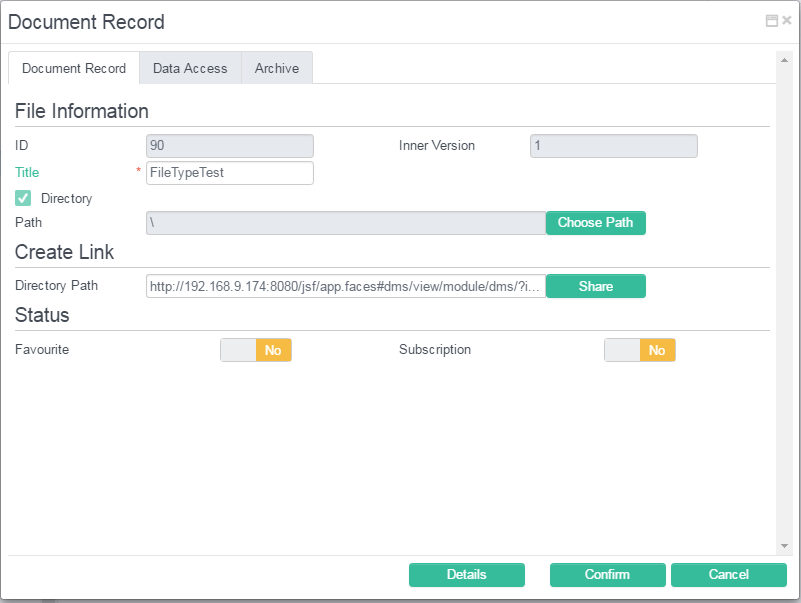 Document Record
Document Record Data Access Archive
File Information
ID 90 Inner Version 1
Title * FileTypeTest
Directory
Path \ Choose Path
Create Link
Directory Path http://192.168.9.174:8080/jsf/app.faces#dms/view/module/dms/?i... Share
Status
Favourite No Subscription No
Details Confirm Cancel